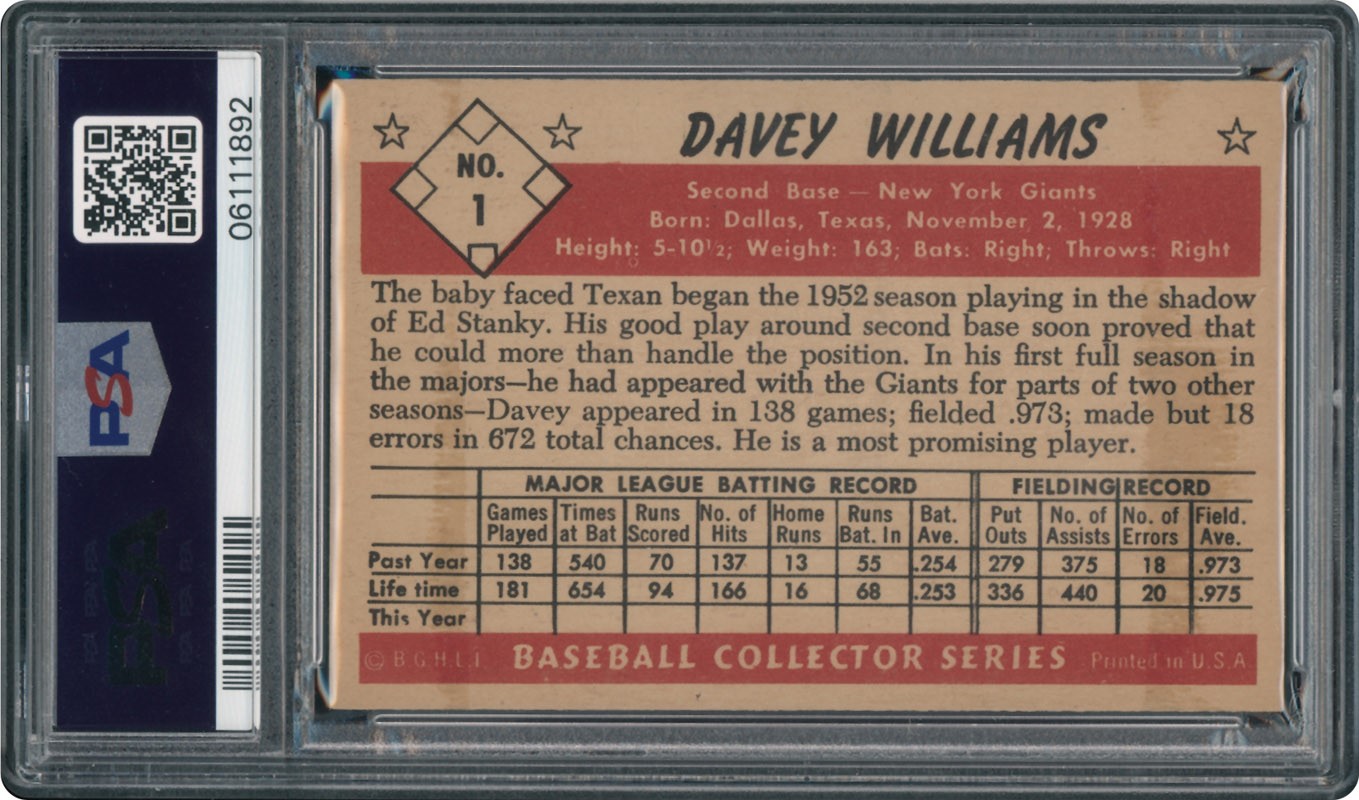 PSA
06111892
NO.
1
DAVEY WILLIAMS
Second Base — New York Giants
Born: Dallas, Texas, November 2, 1928
Height: 5-10½; Weight: 163; Bats: Right; Throws: Right
The baby faced Texan began the 1952 season playing in the shadow
of Ed Stanky. His good play around second base soon proved that
he could more than handle the position. In his first full season in
the majors—he had appeared with the Giants for parts of two other
seasons—Davey appeared in 138 games; fielded .973; made but 18
errors in 672 total chances. He is a most promising player.
MAJOR LEAGUE BATTING RECORD FIELDING RECORD
Games Times Runs No. of Home Runs Bat. Put No. of No. of Field.
Played at Bat Scored Hits Runs Bat. In Ave. Outs Assists Errors Ave.
Past Year 138 540 70 137 13 55 .254 279 375 18 .973
Life time 181 654 94 166 16 68 .253 336 440 20 .975
This Year
© B.G.H.L.I. BASEBALL COLLECTOR SERIES Printed in U.S.A.
PSA